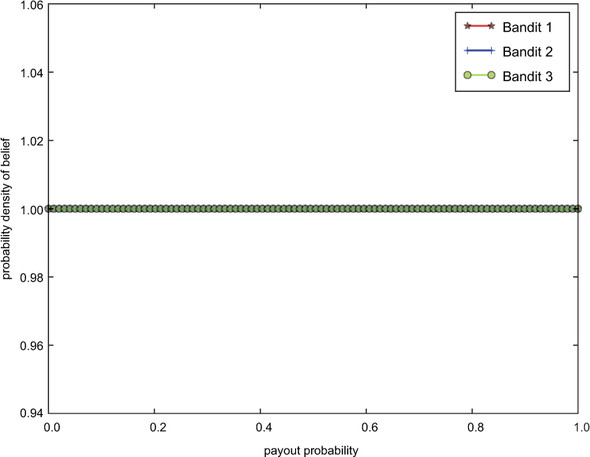 1.06
1.04
1.02
1.00
0.98
0.96
0.94
probability density of belief
Bandit 1
Bandit 2
Bandit 3
0.0 0.2 0.4 0.6 0.8 1.0
payout probability